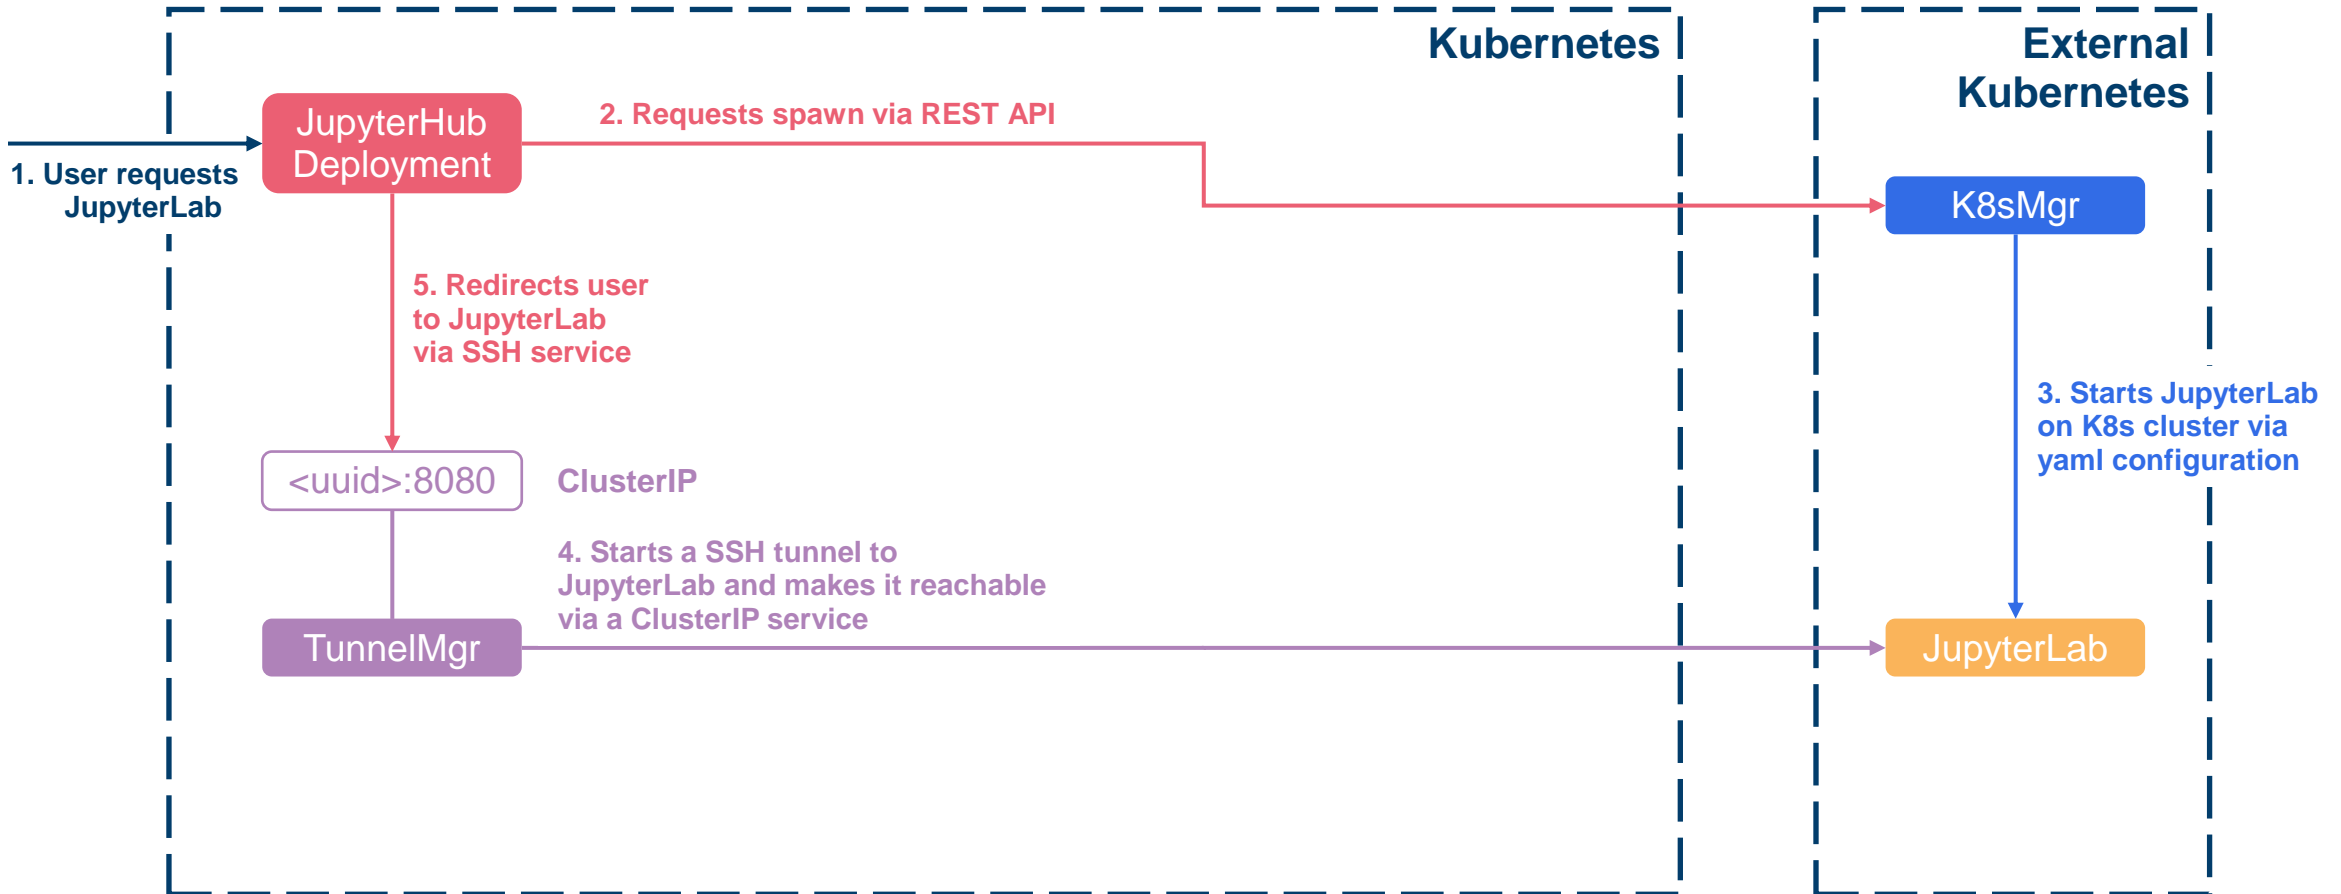 Kubernetes
External
Kubernetes
JupyterHub
Deployment
2. Requests spawn via REST API
1. User requests
JupyterLab
K8sMgr
5. Redirects user
to JupyterLab
via SSH service
3. Starts JupyterLab
on K8s cluster via
yaml configuration
<uuid>:8080
ClusterIP
4. Starts a SSH tunnel to
JupyterLab and makes it reachable
via a ClusterIP service
TunnelMgr
JupyterLab